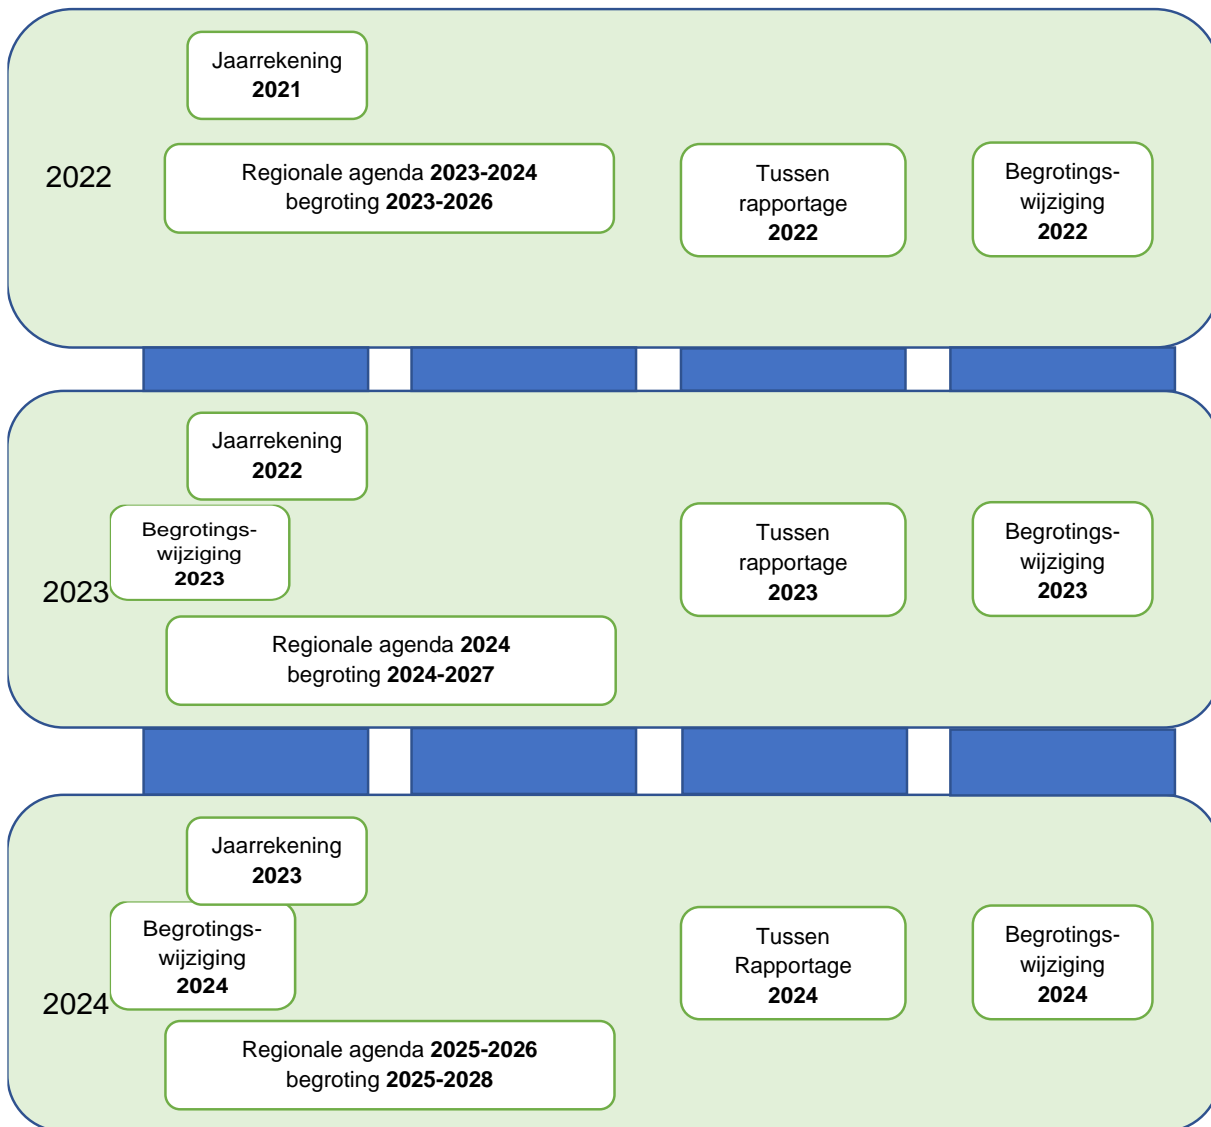 Jaarrekening
2021
2022
Regionale agenda 2023-2024
begroting 2023-2026
Tussen
rapportage
2022
Begrotings-
wijziging
2022
Jaarrekening
2022
Begrotings-
wijziging
2023
2023
Regionale agenda 2024
begroting 2024-2027
Tussen
rapportage
2023
Begrotings-
wijziging
2023
Jaarrekening
2023
Begrotings-
wijziging
2024
2024
Regionale agenda 2025-2026
begroting 2025-2028
Tussen
Rapportage
2024
Begrotings-
wijziging
2024